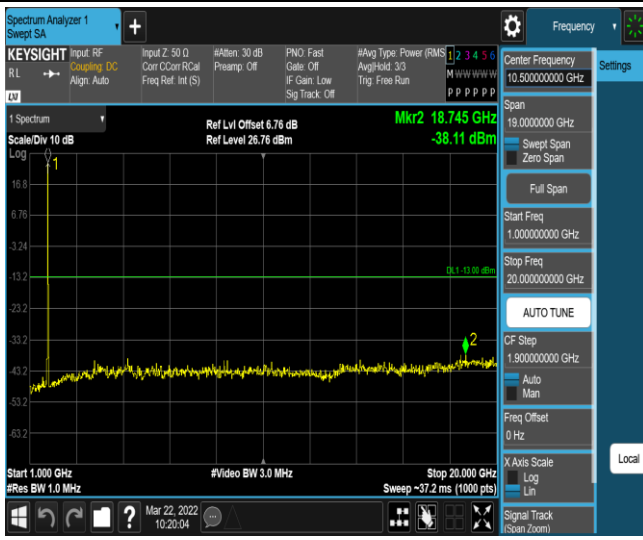 Spectrum Analyzer 1
Swept SA
+
Frequency
KEYSIGHT
RL
Input: RF
Coupling: DC
Align: Auto
Input Z: 50 Ω
Corr CCorr RCal
Freq Ref: Int (S)
#Atten: 30 dB
Preamp: Off
PNO: Fast
Gate: Off
IF Gain: Low
Sig Track: Off
#Avg Type: Power (RMS
Avg|Hold: 3/3
Trig: Free Run
1 2 3 4 5 6
M W W W W W
P P P P P P
1 Spectrum
Scale/Div 10 dB
Log
Ref Lvl Offset 6.76 dB
Ref Level 26.76 dBm
Mkr2 18.745 GHz
-38.11 dBm
1
16.8
6.76
-3.24
-13.2
DL1 -13.00 dBm
-23.2
-33.2
2
-43.2
-53.2
-63.2
Start 1.000 GHz
#Res BW 1.0 MHz
#Video BW 3.0 MHz
Stop 20.000 GHz
Sweep ~37.2 ms (1000 pts)
Mar 22, 2022
10:20:04
?
Center Frequency
10.500000000 GHz
Span
19.0000000 GHz
Swept Span
Zero Span
Full Span
Start Freq
1.000000000 GHz
Stop Freq
20.000000000 GHz
AUTO TUNE
CF Step
1.900000000 GHz
Auto
Man
Freq Offset
0 Hz
X Axis Scale
Log
Lin
Signal Track
(Span Zoom)
Settings
Local